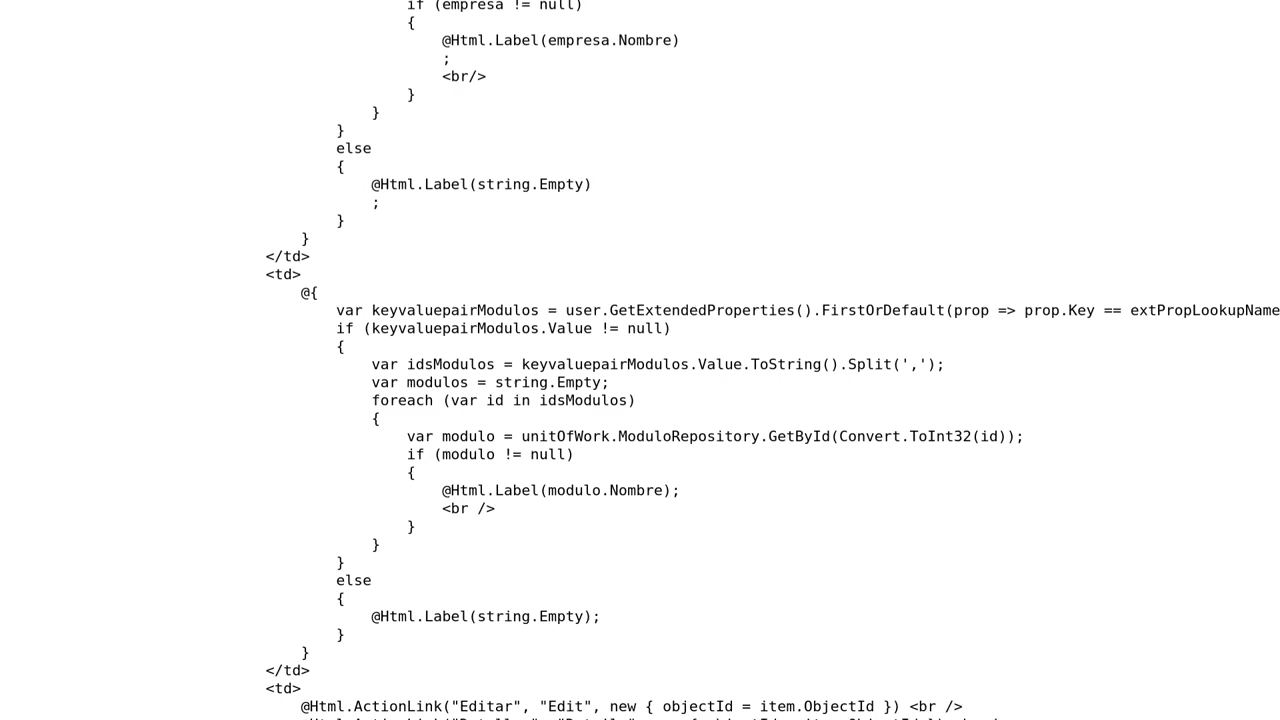 if (empresa != null)
{
@Html.Label(empresa.Nombre)
;
<br/>
}
}
}
else
{
@Html.Label(string.Empty)
;
}
}
</td>
<td>
@{
var keyvaluepairModulos = user.GetExtendedProperties().FirstOrDefault(prop => prop.Key == extPropLookupName
if (keyvaluepairModulos.Value != null)
{
var idsModulos = keyvaluepairModulos.Value.ToString().Split(',');
var modulos = string.Empty;
foreach (var id in idsModulos)
{
var modulo = unitOfWork.ModuloRepository.GetById(Convert.ToInt32(id));
if (modulo != null)
{
@Html.Label(modulo.Nombre);
<br />
}
}
}
else
{
@Html.Label(string.Empty);
}
}
</td>
<td>
@Html.ActionLink("Editar", "Edit", new { objectId = item.ObjectId }) <br />